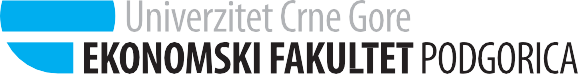 Univerzitet Crne Gore
EKONOMSKI FAKULTET PODGORICA